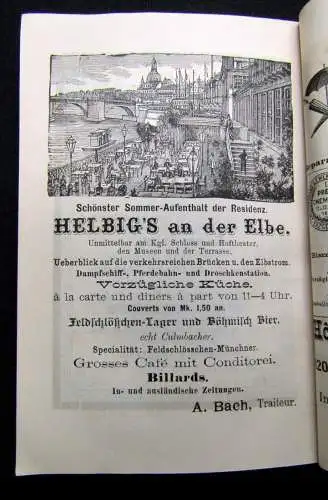 Schönster Sommer-Aufenthalt der Residenz.
HELBIG'S an der Elbe.
Unmittelbar am Kgl. Schloss und Hoftheater,
den Museen und der Terrasse.
Ueberblick auf die verkehrsreichen Brücken u. den Elbstrom.
Dampfschiff-, Pferdebahn- und Droschkenstation.
Vorzügliche Küche.
à la carte und diners à part von 11–4 Uhr.
Couverts von Mk. 1,50 an.
Feldschlößchen-Lager und Böhmisch Bier.
echt Culmbacher.
Specialität: Feldschlösschen-Münchner.
Grosses Café mit Conditorei.
Billards.
In- und ausländische Zeitungen.
A. Bach, Traiteur.